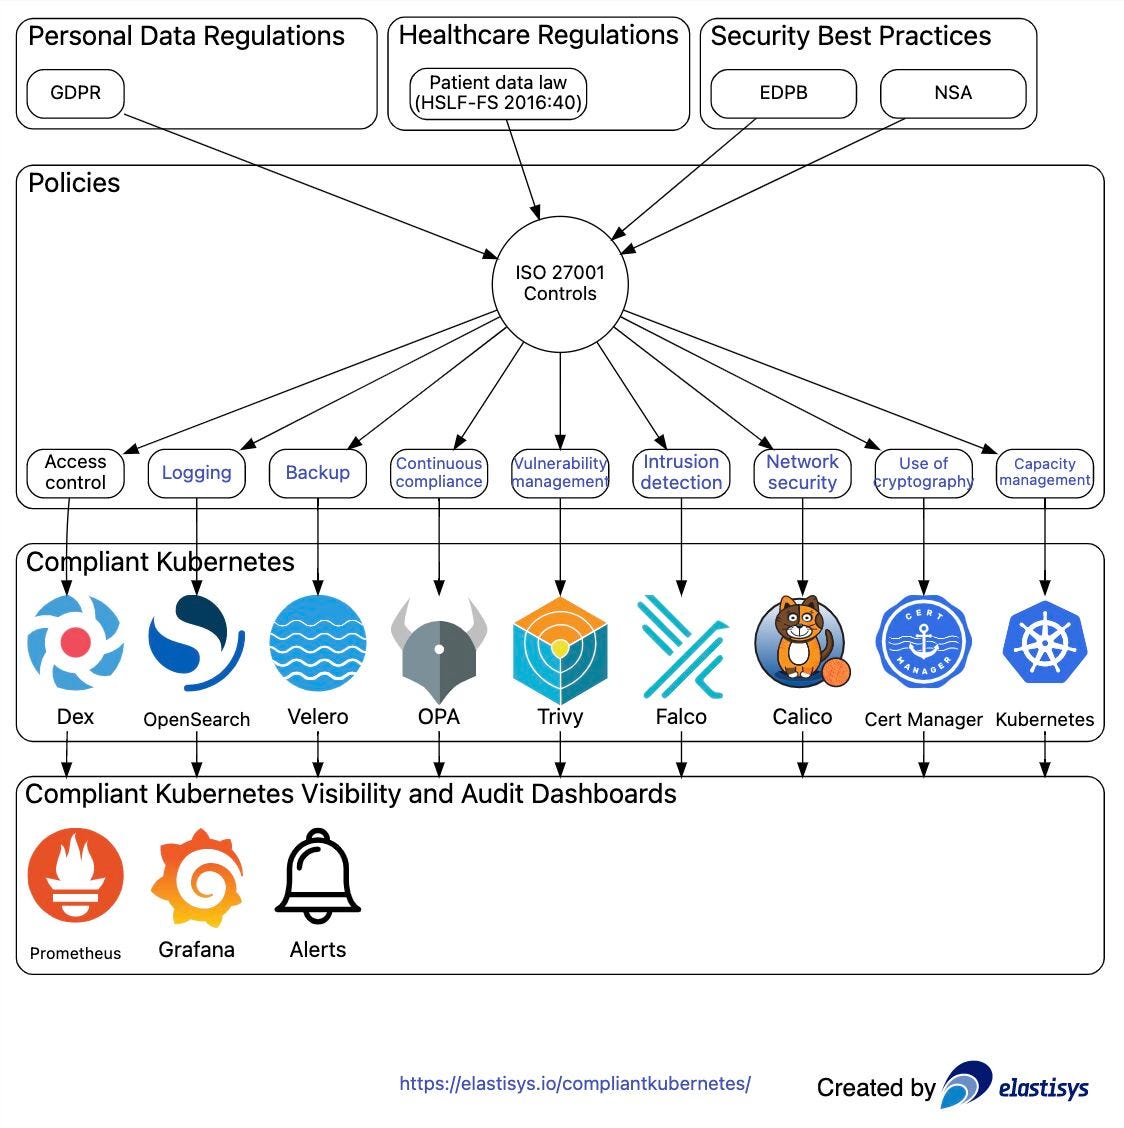 Personal Data Regulations
Healthcare Regulations
Security Best Practices
GDPR
Patient data law
(HSLF-FS 2016:40)
EDPB
NSA
Policies
ISO 27001
Controls
Access
control
Logging
Backup
Continuous
compliance
Vulnerability
management
Intrusion
detection
Network
security
Use of
cryptography
Capacity
management
Compliant Kubernetes
CERT
MANAGER
Dex
OpenSearch
Velero
OPA
Trivy
Falco
Calico
Cert Manager
Kubernetes
Compliant Kubernetes Visibility and Audit Dashboards
Prometheus
Grafana
Alerts
https://elastisys.io/compliantkubernetes/
Created by
elastisys